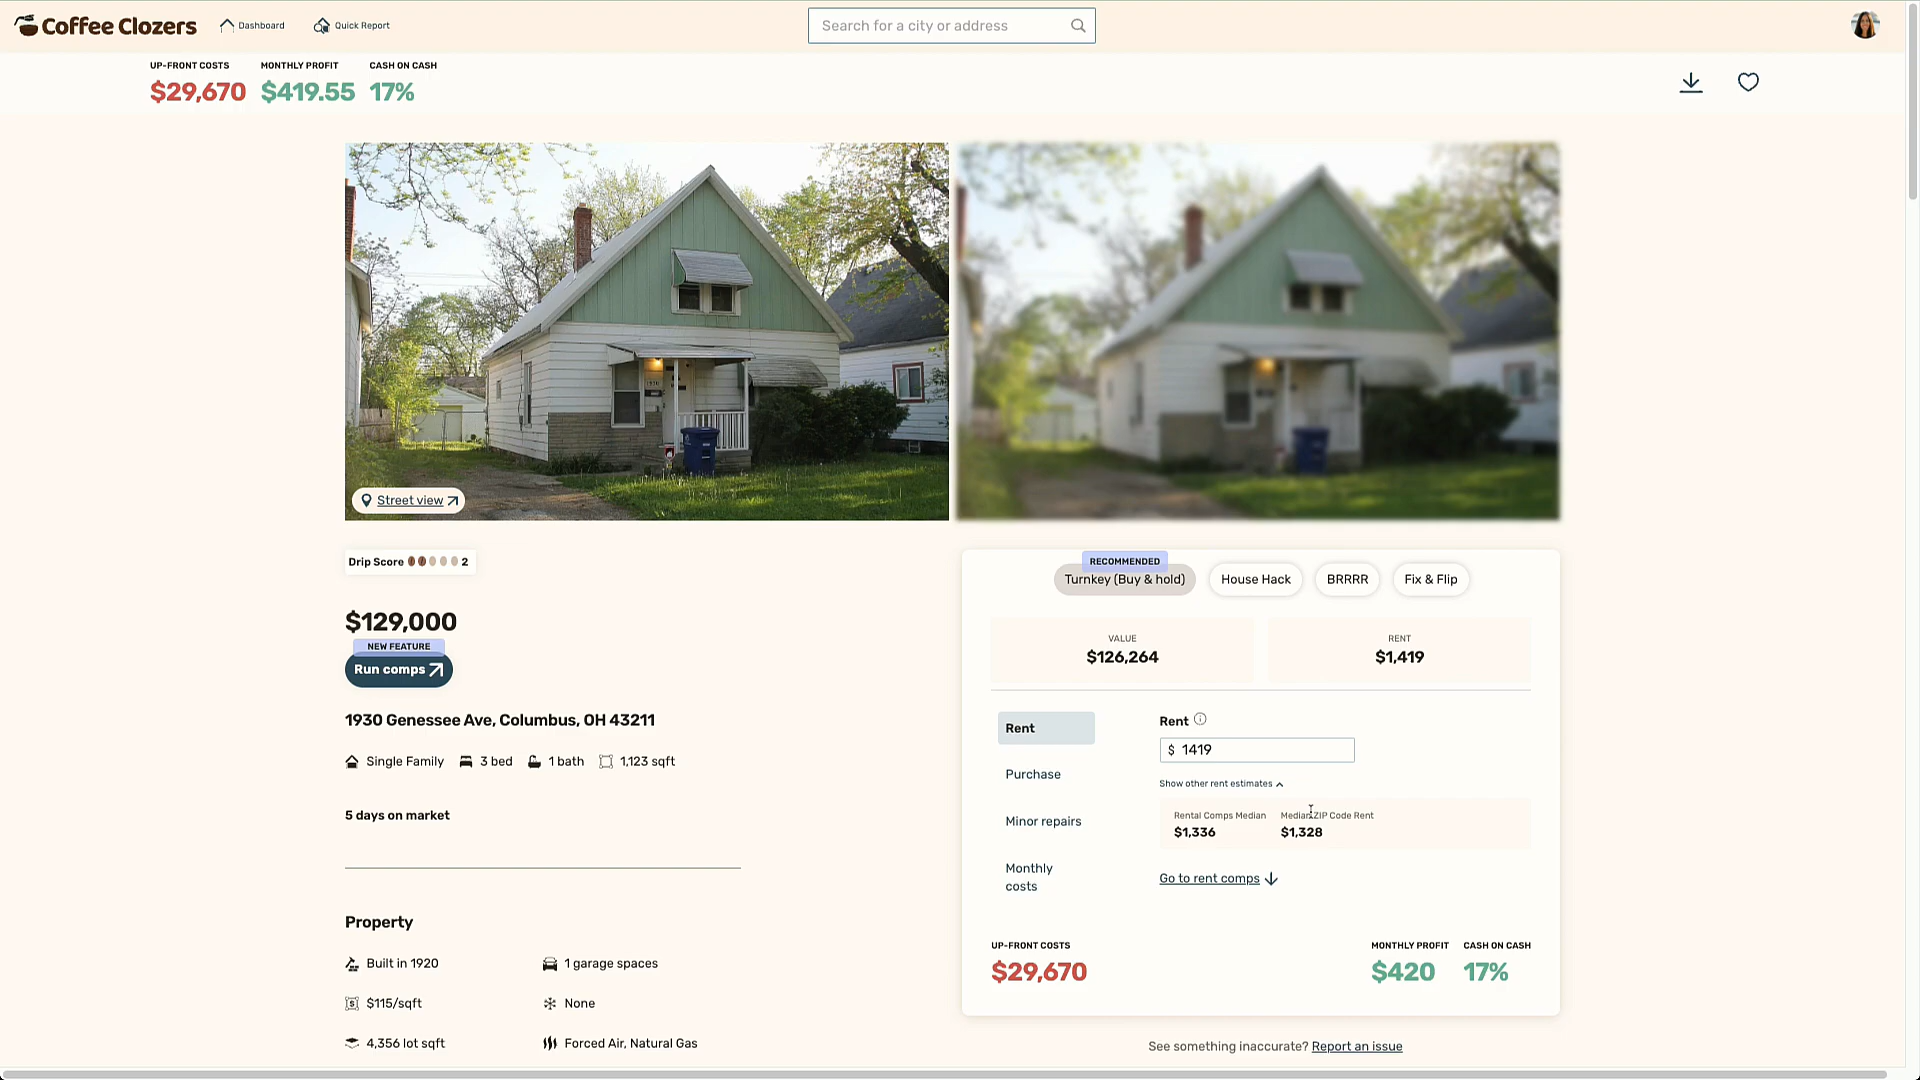 Coffee Clozers
Dashboard
Quick Report
Search for a city or address
UP-FRONT COSTS MONTHLY PROFIT CASH ON CASH
$29,670 $419.55 17%
Street view
Drip Score 2
$129,000
NEW FEATURE
Run comps
1930 Genessee Ave, Columbus, OH 43211
Single Family 3 bed 1 bath 1,123 sqft
5 days on market
Property
Built in 1920 1 garage spaces
$115/sqft None
4,356 lot sqft Forced Air, Natural Gas
RECOMMENDED
Turnkey (Buy & hold) House Hack BRRRR Fix & Flip
VALUE RENT
$126,264 $1,419
Rent
Purchase
Minor repairs
Monthly
costs
Rent
$ 1419
Show other rent estimates
Rental Comps Median Median ZIP Code Rent
$1,336 $1,328
Go to rent comps
UP-FRONT COSTS MONTHLY PROFIT CASH ON CASH
$29,670 $420 17%
See something inaccurate? Report an issue